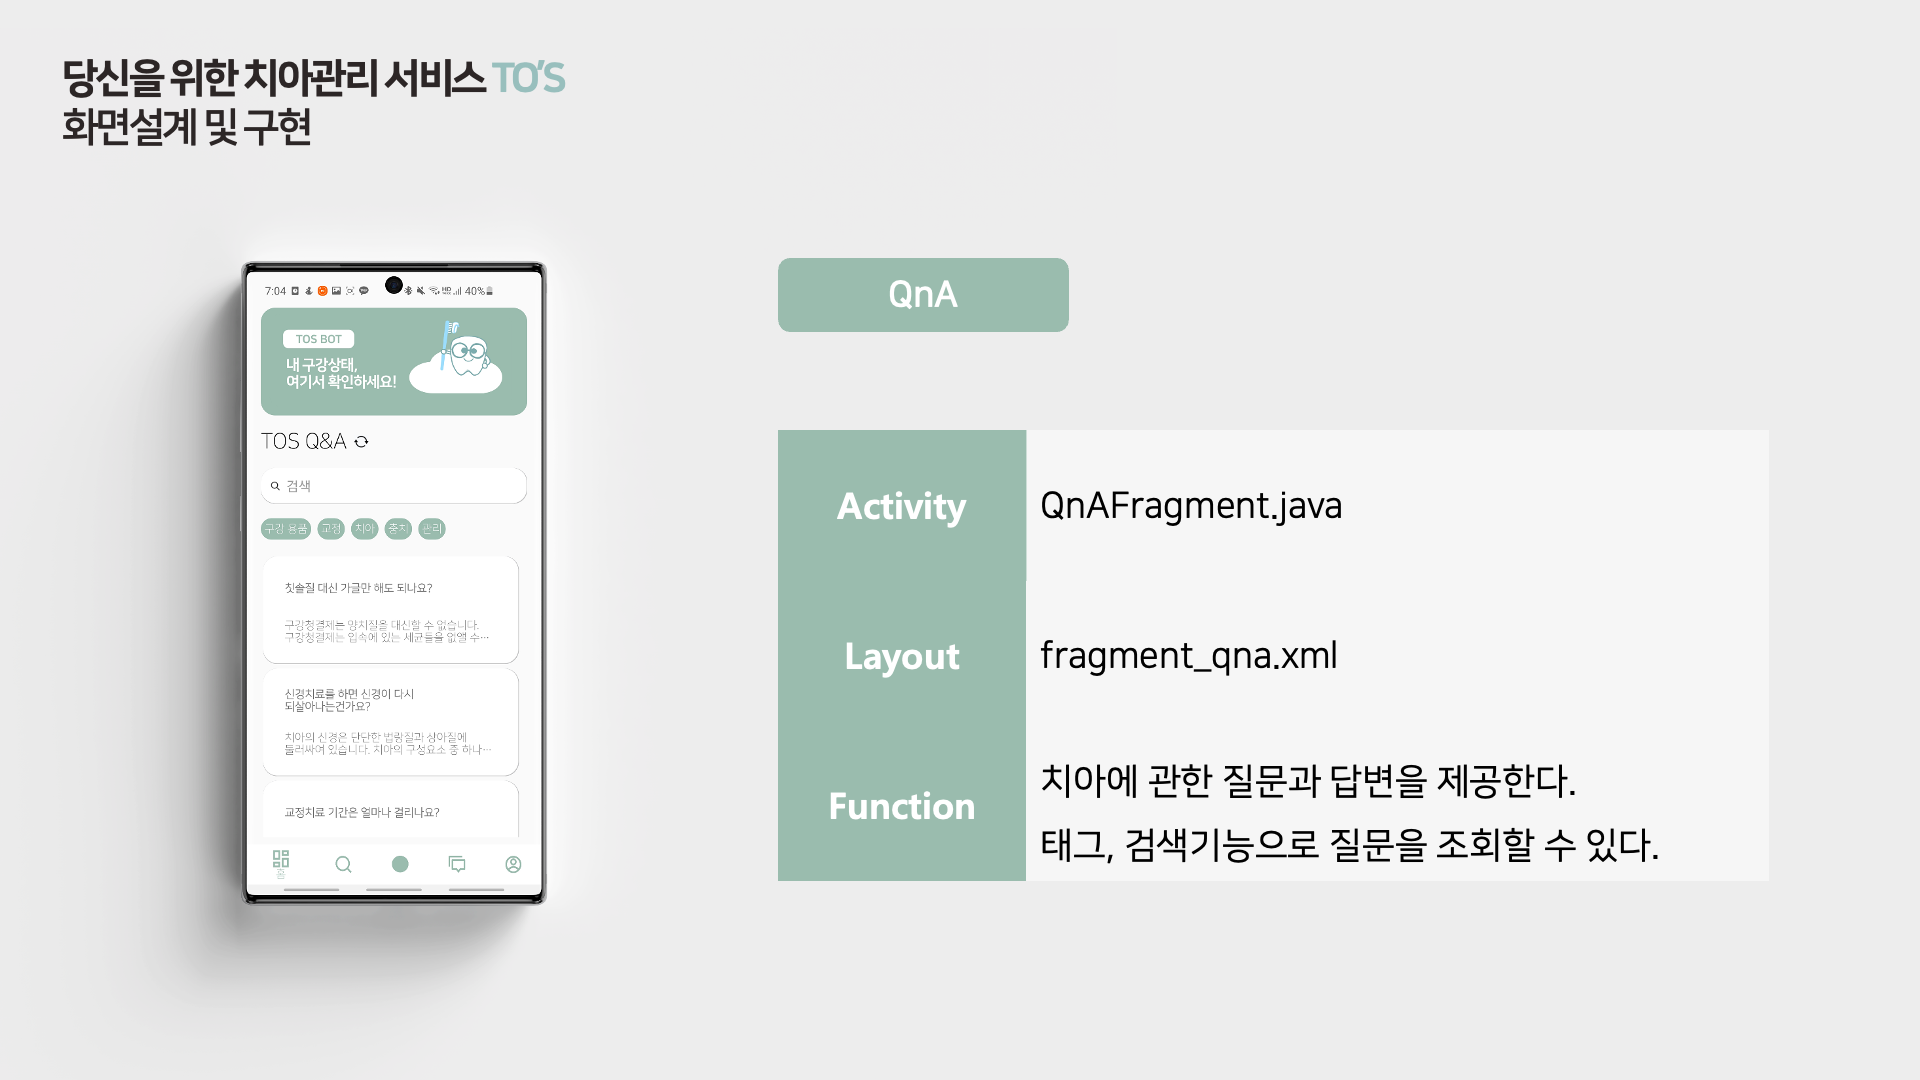 당신을 위한 치아관리 서비스 TO'S
화면설계 및 구현
7:04
40%
TOS BOT
내 구강상태,
여기서 확인하세요!
TOS Q&A
검색
구강 용품 교정 치아 충치 관리
칫솔질 대신 가글만 해도 되나요?
구강청결제는 양치질을 대신할 수 없습니다.
구강청결제는 입속에 있는 세균들을 없앨 수…
신경치료를 하면 신경이 다시
되살아나는건가요?
치아의 신경은 단단한 법랑질과 상아질에
둘러싸여 있습니다. 치아의 구성요소 중 하나…
교정치료 기간은 얼마나 걸리나요?
홈
QnA
Activity QnAFragment.java
Layout fragment_qna.xml
Function 치아에 관한 질문과 답변을 제공한다.
태그, 검색기능으로 질문을 조회할 수 있다.